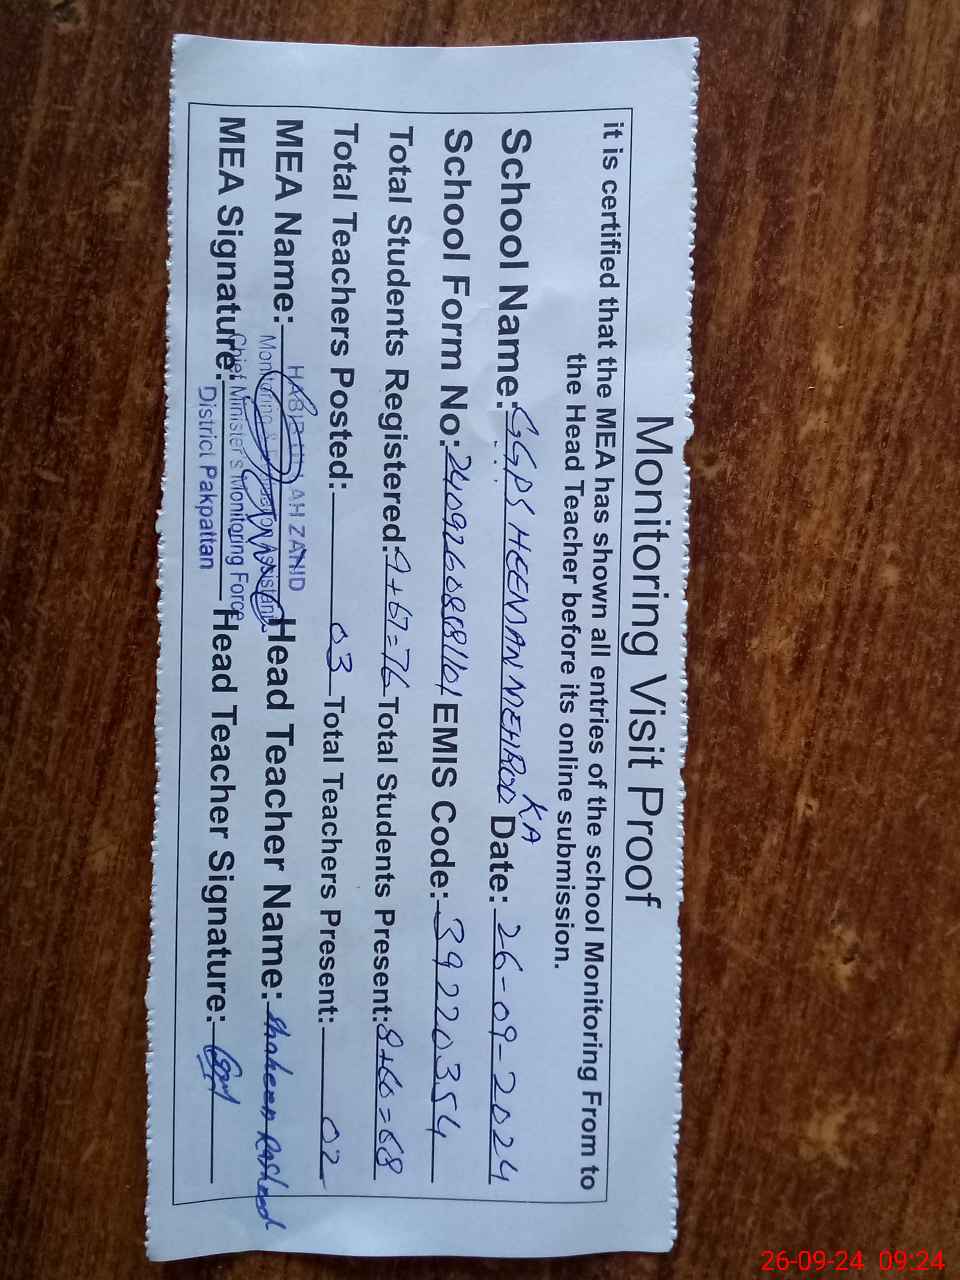 Monitoring Visit Proof
it is certified that the MEA has shown all entries of the school Monitoring From to
the Head Teacher before its online submission.
School Name: GGPS HEEMAN MEHROO KA Date: 26-09-2024
School Form No: EMIS Code: 39220354
Total Students Registered: 9+67=76 Total Students Present: 8+60=68
Total Teachers Posted: 03 Total Teachers Present: 02
MEA Name: Head Teacher Name: Shaheen Rasheed
MEA Signature: Head Teacher Signature:
ZAHID
Monitoring & Assistant
Chief Minister's Monitoring Force
District Pakpattan
26-09-24 09:24